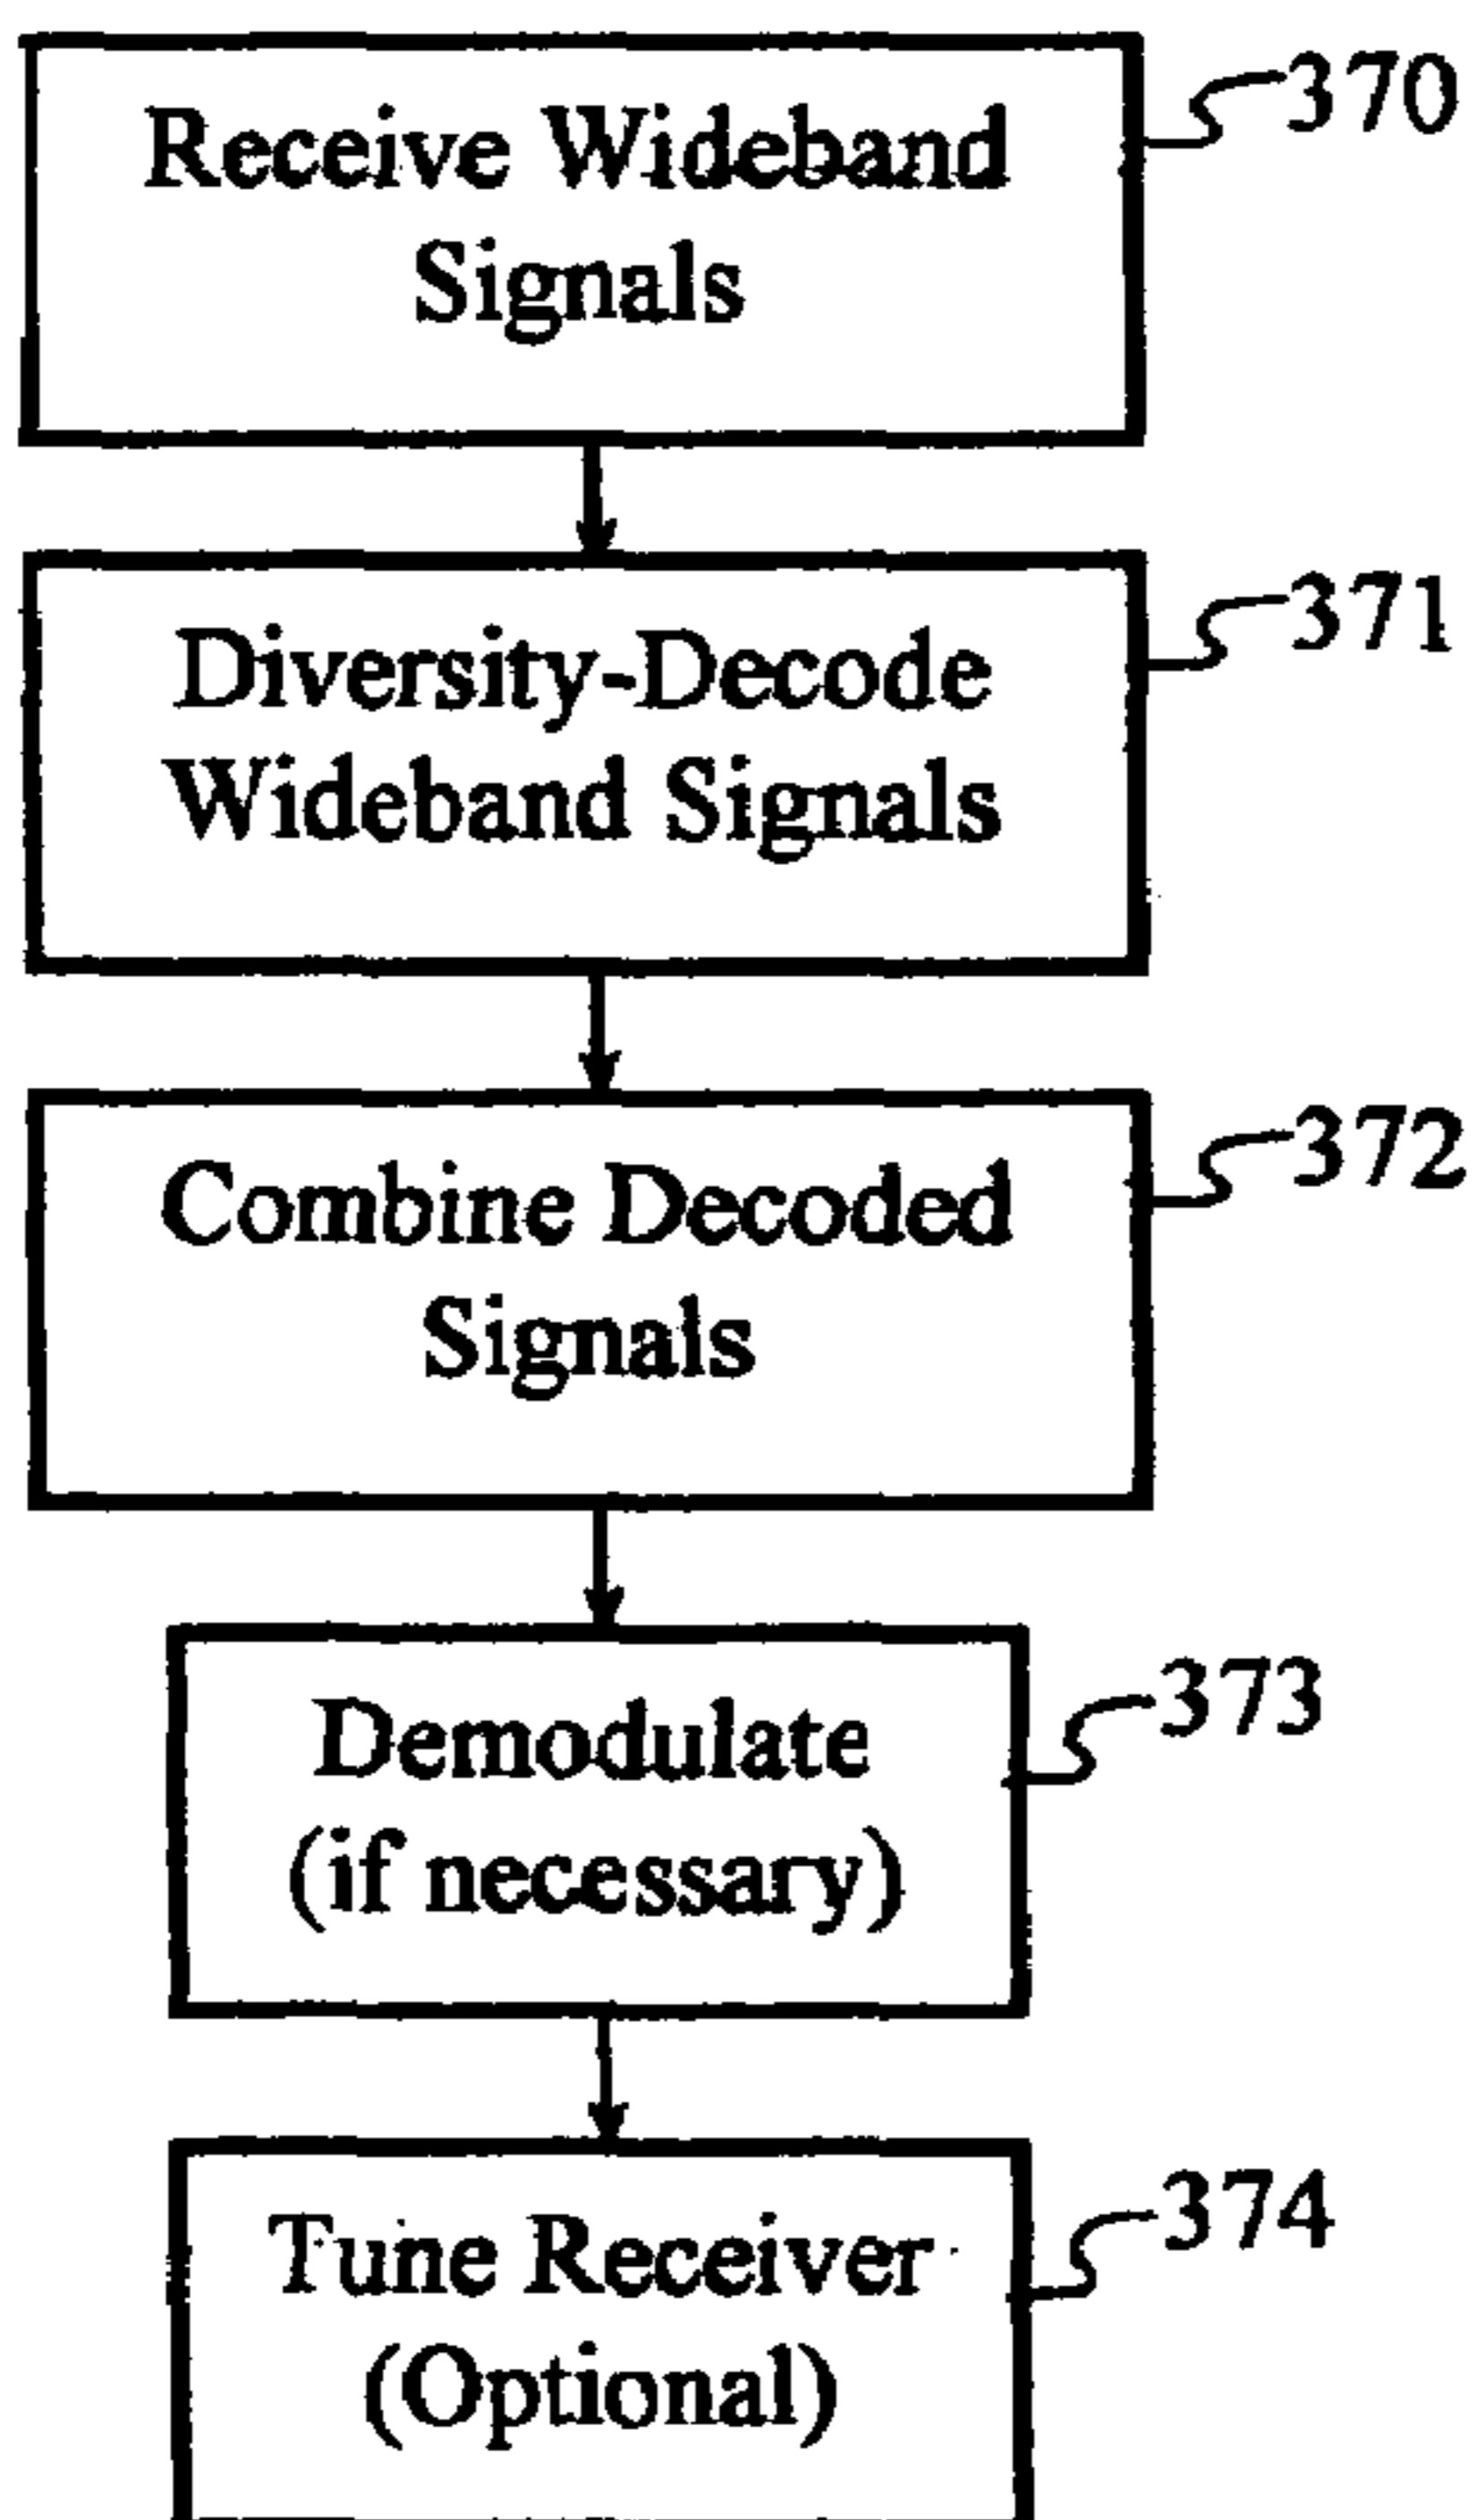 Receive Wideband
Signals
370
Diversity-Decode
Wideband Signals
371
Combine Decoded
Signals
372
Demodulate
(if necessary)
373
Tune Receiver
(Optional)
374